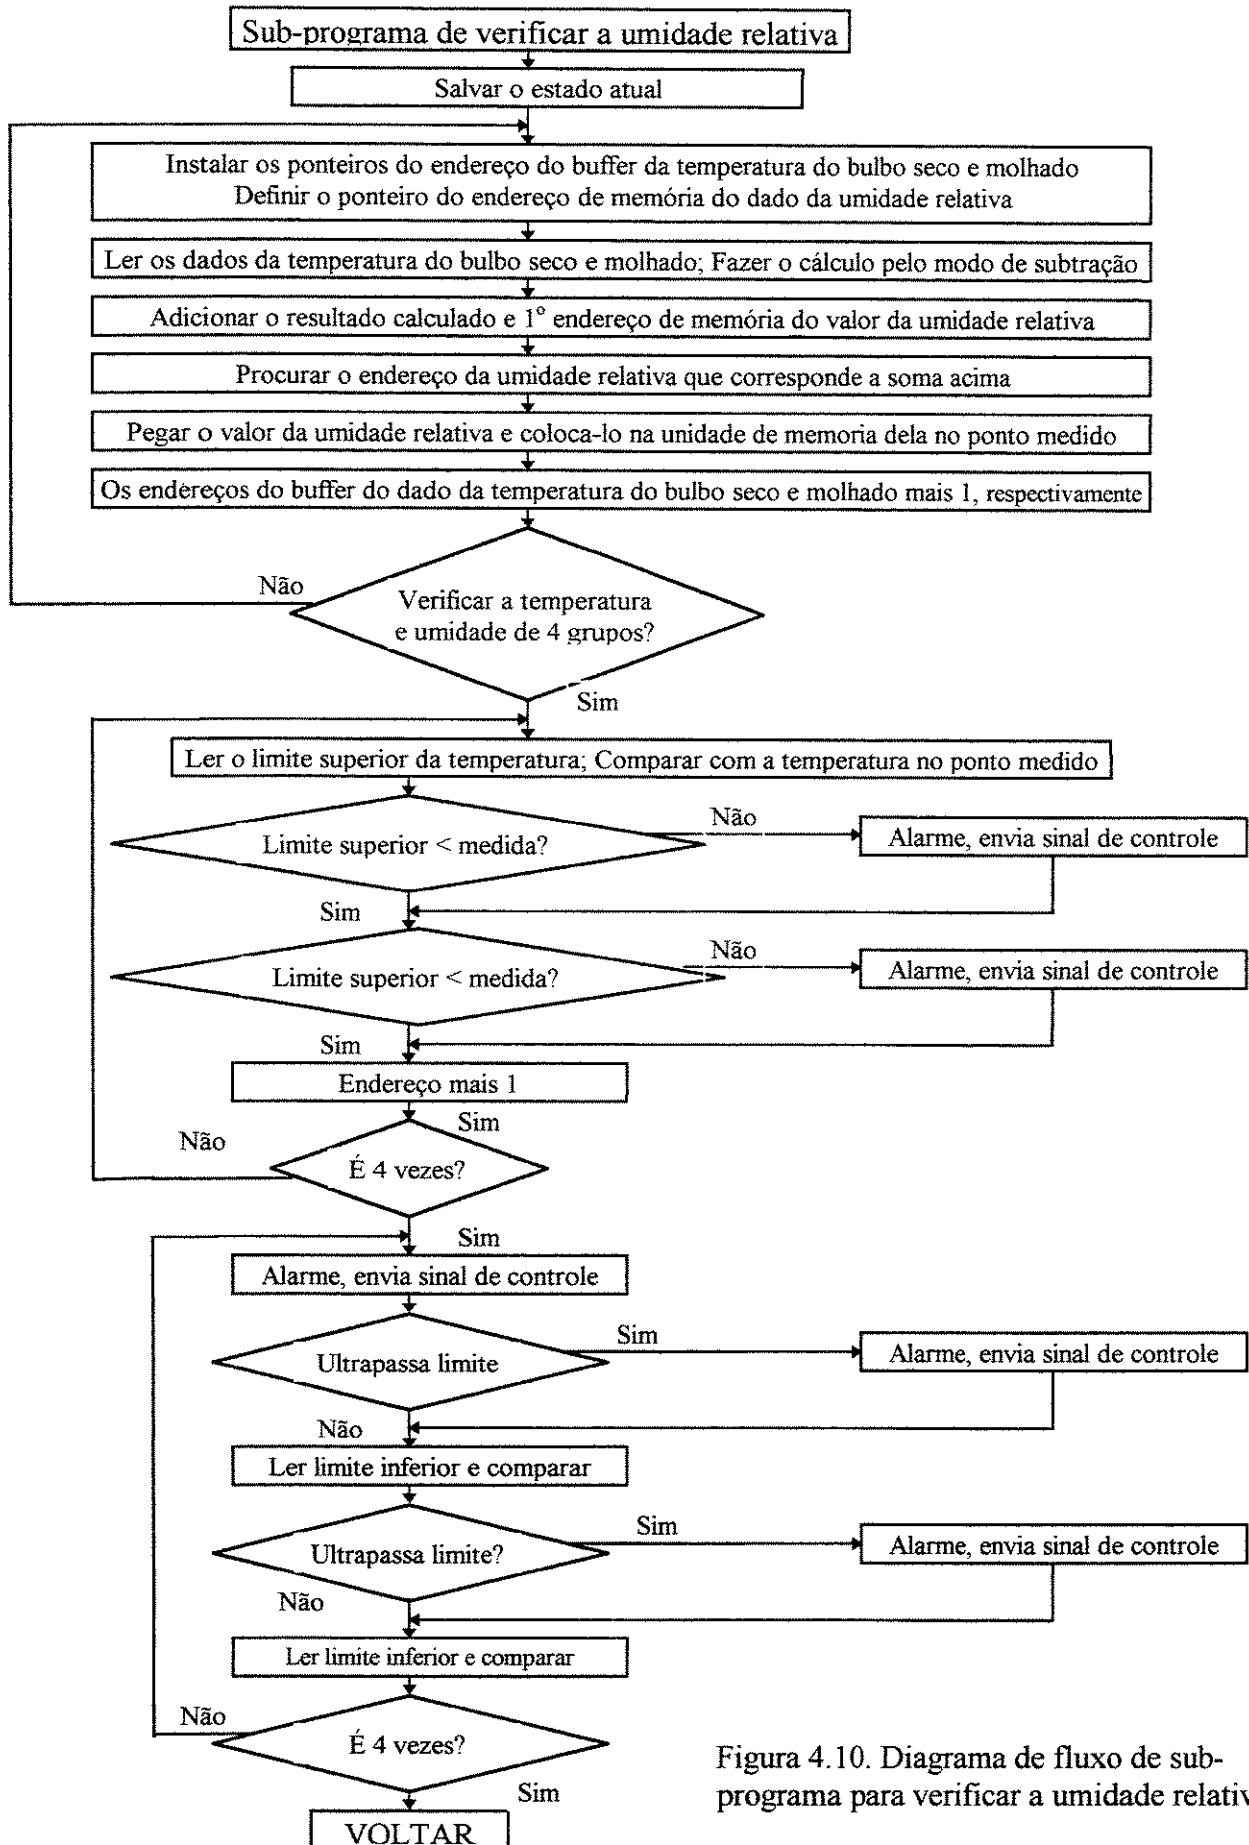 Sub-programa de verificar a umidade relativa
Salvar o estado atual
Instalar os ponteiros do endereço do buffer da temperatura do bulbo seco e molhado
Definir o ponteiro do endereço de memória do dado da umidade relativa
Ler os dados da temperatura do bulbo seco e molhado; Fazer o cálculo pelo modo de subtração
Adicionar o resultado calculado e 1º endereço de memória do valor da umidade relativa
Procurar o endereço da umidade relativa que corresponde a soma acima
Pegar o valor da umidade relativa e coloca-lo na unidade de memoria dela no ponto medido
Os endereços do buffer do dado da temperatura do bulbo seco e molhado mais 1, respectivamente
Não
Verificar a temperatura
e umidade de 4 grupos?
Sim
Ler o limite superior da temperatura; Comparar com a temperatura no ponto medido
Não
Limite superior < medida?
Alarme, envia sinal de controle
Sim
Não
Limite superior < medida?
Alarme, envia sinal de controle
Sim
Endereço mais 1
Sim
Não
É 4 vezes?
Sim
Alarme, envia sinal de controle
Sim
Ultrapassa limite
Alarme, envia sinal de controle
Não
Ler limite inferior e comparar
Sim
Ultrapassa limite?
Alarme, envia sinal de controle
Não
Ler limite inferior e comparar
Não
É 4 vezes?
Sim
VOLTAR
Figura 4.10. Diagrama de fluxo de sub-
programa para verificar a umidade relativ